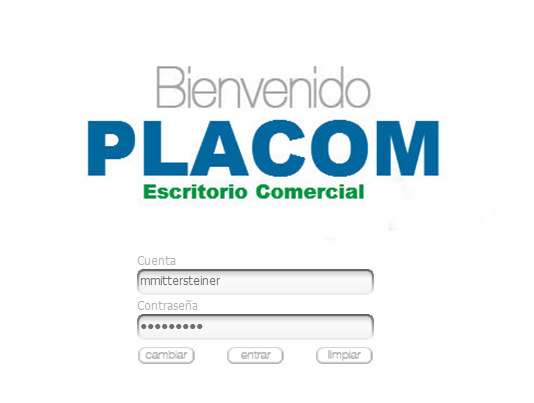 Bienvenido
PLACOM
Escritorio Comercial
Cuenta
mmittersteiner
Contraseña
•••••••••
cambiar entrar limpiar